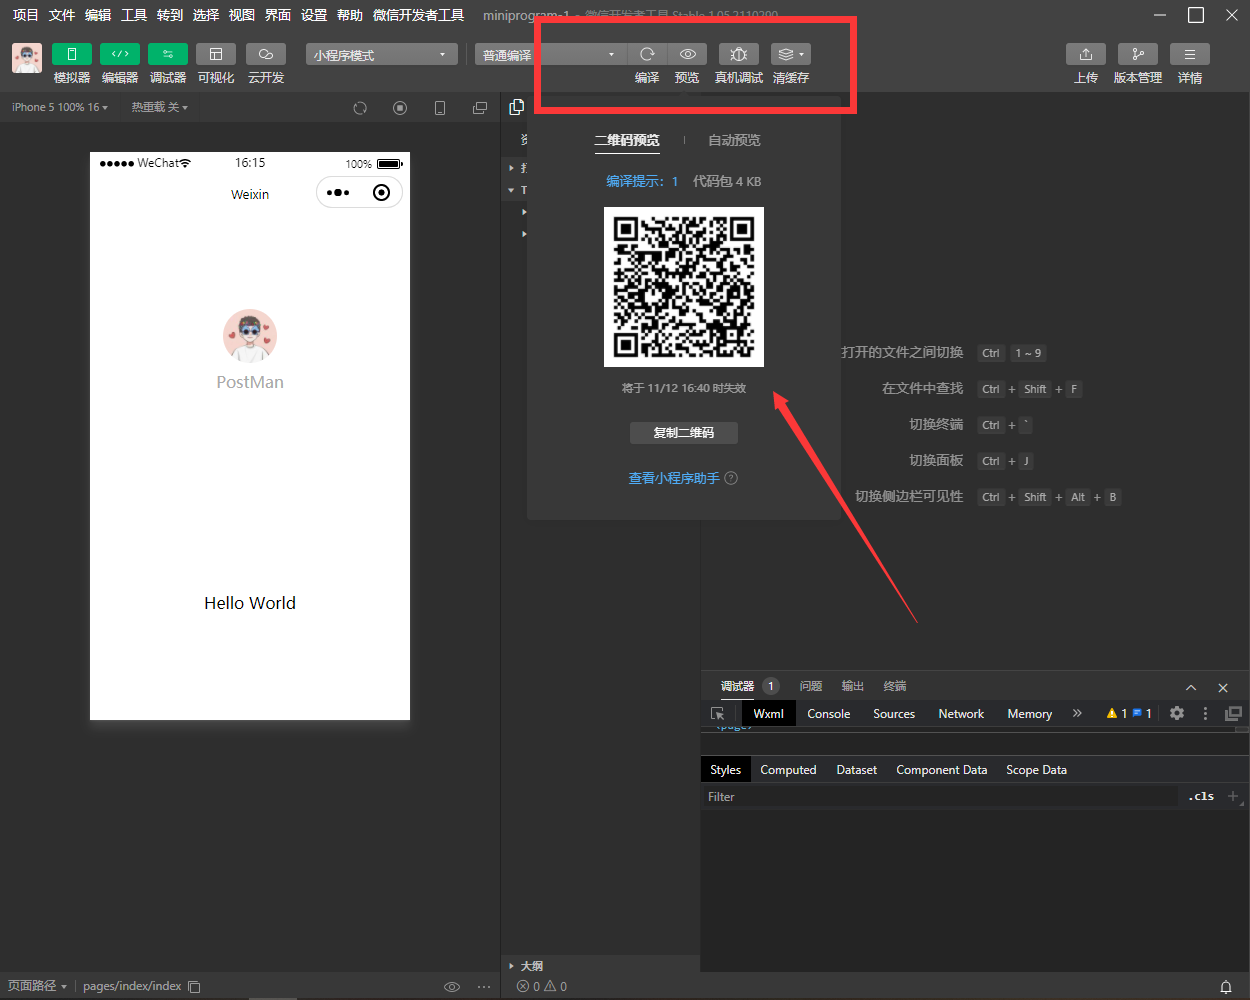 项目 文件 编辑 工具 转到 选择 视图 界面 设置 帮助 微信开发者工具 miniprogram-1 - 微信开发者工具 Stable 1.05.2110290
小程序模式 普通编译
模拟器 编辑器 调试器 可视化 云开发 编译 预览 真机调试 清缓存 上传 版本管理 详情
iPhone 5 100% 16 热重载 关
WeChat 16:15 100%
Weixin
PostMan
Hello World
二维码预览 自动预览
编译提示: 1 代码包 4 KB
将于 11/12 16:40 时失效
复制二维码
查看小程序助手 ?
T
打开的文件之间切换 Ctrl 1 ~ 9
在文件中查找 Ctrl + Shift + F
切换终端 Ctrl + `
切换面板 Ctrl + J
切换侧边栏可见性 Ctrl + Shift + Alt + B
调试器 1 问题 输出 终端
Wxml Console Sources Network Memory » 1 1
<page>
Styles Computed Dataset Component Data Scope Data
Filter .cls +
大纲
页面路径 pages/index/index 0 0